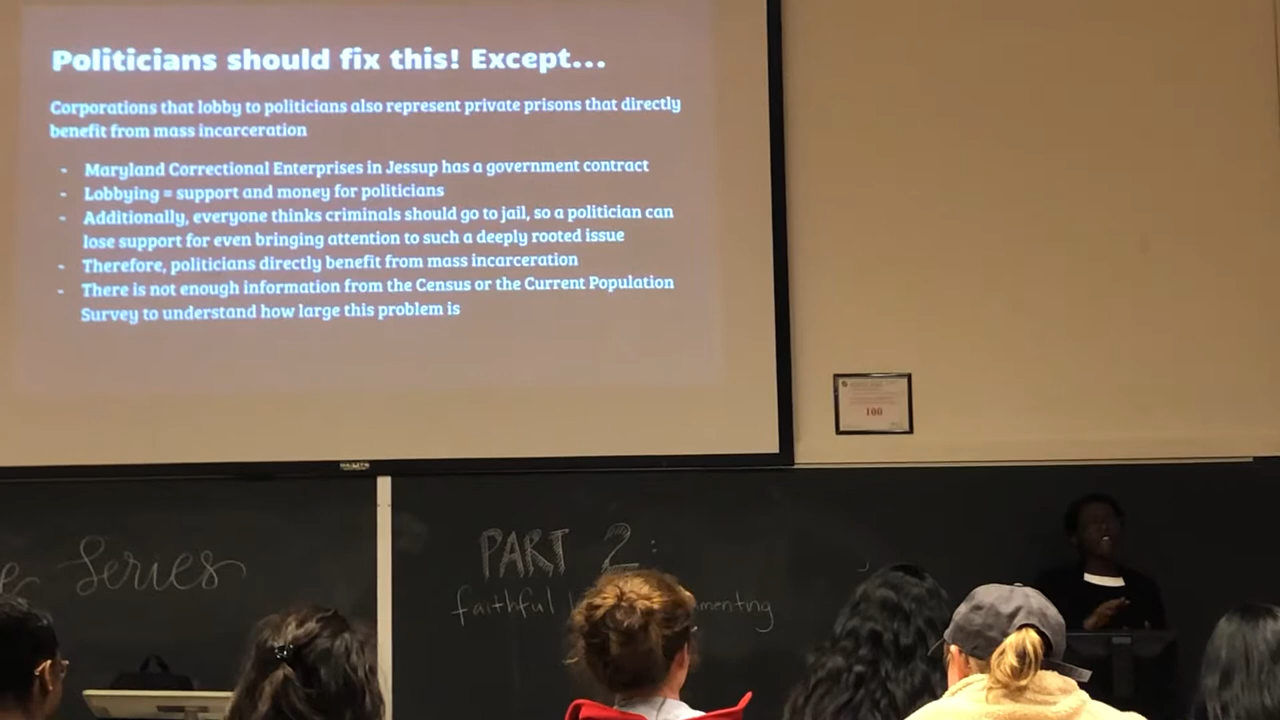 Politicians should fix this! Except...
Corporations that lobby to politicians also represent private prisons that directly
benefit from mass incarceration
- Maryland Correctional Enterprises in Jessup has a government contract
- Lobbying = support and money for politicians
- Additionally, everyone thinks criminals should go to jail, so a politician can
lose support for even bringing attention to such a deeply rooted issue
- Therefore, politicians directly benefit from mass incarceration
- There is not enough information from the Census or the Current Population
Survey to understand how large this problem is
100
DA-LITE
Series
PART 2:
faithful